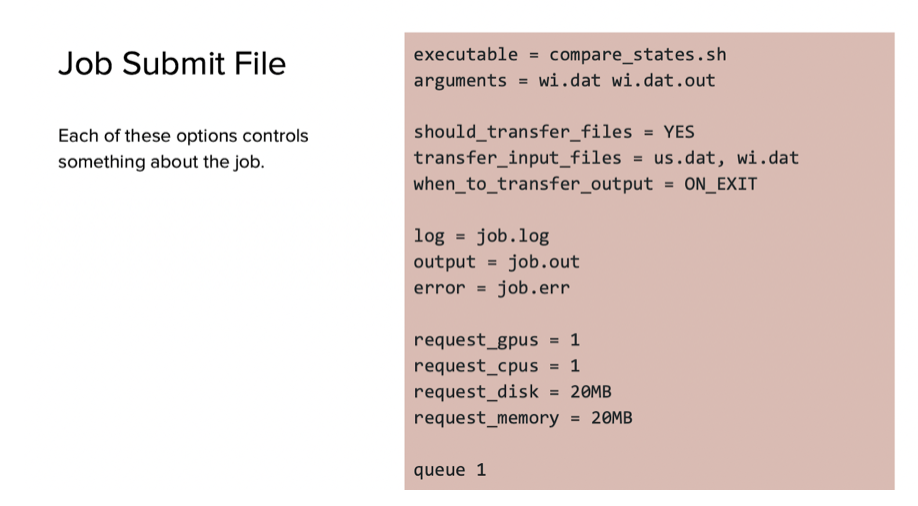 Job Submit File
Each of these options controls
something about the job.
executable = compare_states.sh
arguments = wi.dat wi.dat.out
should_transfer_files = YES
transfer_input_files = us.dat, wi.dat
when_to_transfer_output = ON_EXIT
log = job.log
output = job.out
error = job.err
request_gpus = 1
request_cpus = 1
request_disk = 20MB
request_memory = 20MB
queue 1